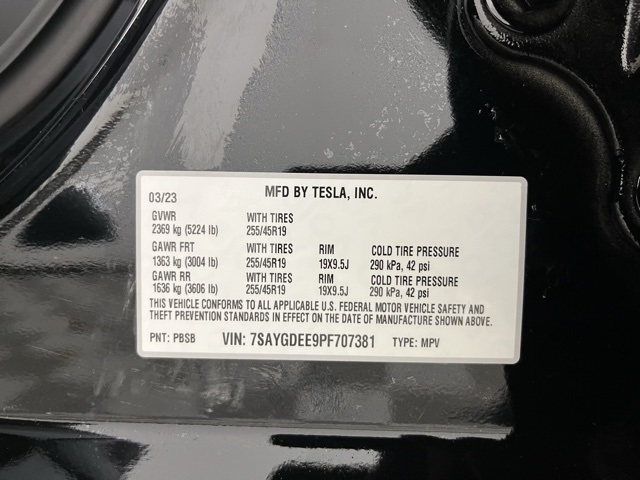 03/23 MFD BY TESLA, INC.
GVWR WITH TIRES
2369 kg (5224 lb) 255/45R19
GAWR FRT WITH TIRES RIM COLD TIRE PRESSURE
1363 kg (3004 lb) 255/45R19 19X9.5J 290 kPa, 42 psi
GAWR RR WITH TIRES RIM COLD TIRE PRESSURE
1636 kg (3606 lb) 255/45R19 19X9.5J 290 kPa, 42 psi
THIS VEHICLE CONFORMS TO ALL APPLICABLE U.S. FEDERAL MOTOR VEHICLE SAFETY AND
THEFT PREVENTION STANDARDS IN EFFECT ON THE DATE OF MANUFACTURE SHOWN ABOVE.
PNT: PBSB VIN: 7SAYGDEE9PF707381 TYPE: MPV